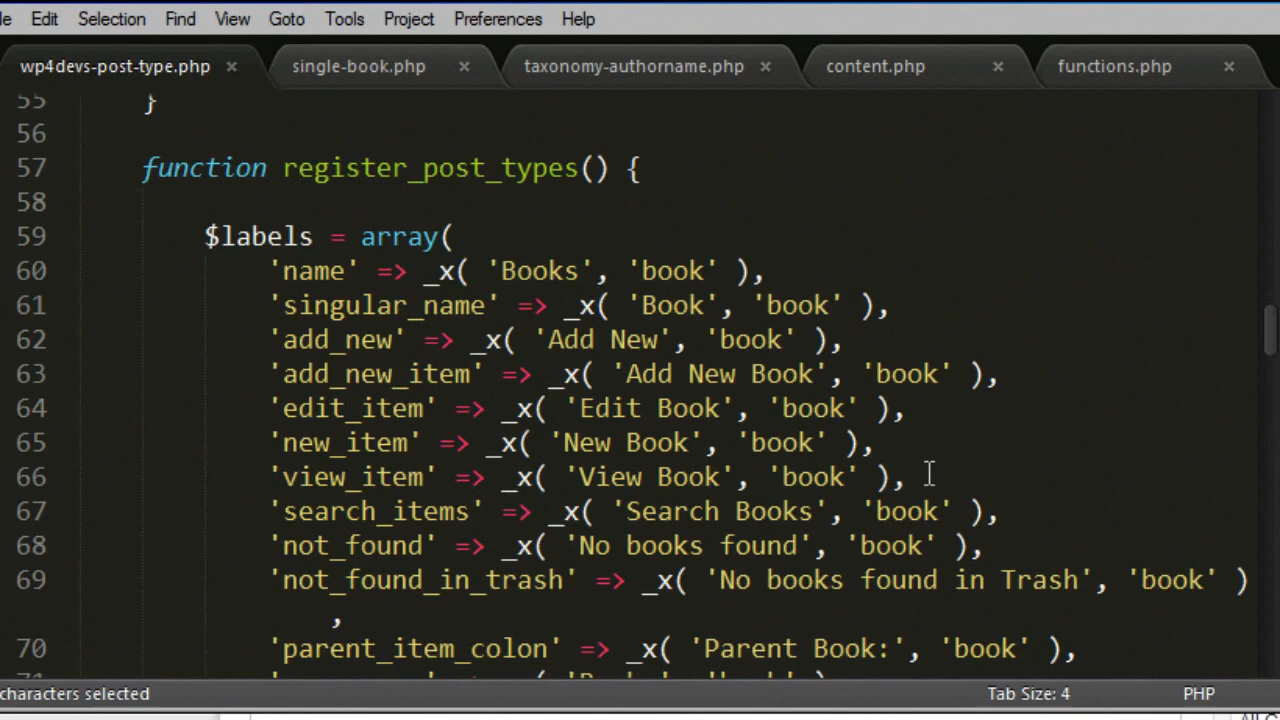 Edit Selection Find View Goto Tools Project Preferences Help
wp4devs-post-type.php × single-book.php × taxonomy-authorname.php × content.php × functions.php ×
55 }
56
57 function register_post_types() {
58
59 $labels = array(
60 'name' => _x( 'Books', 'book' ),
61 'singular_name' => _x( 'Book', 'book' ),
62 'add_new' => _x( 'Add New', 'book' ),
63 'add_new_item' => _x( 'Add New Book', 'book' ),
64 'edit_item' => _x( 'Edit Book', 'book' ),
65 'new_item' => _x( 'New Book', 'book' ),
66 'view_item' => _x( 'View Book', 'book' ),
67 'search_items' => _x( 'Search Books', 'book' ),
68 'not_found' => _x( 'No books found', 'book' ),
69 'not_found_in_trash' => _x( 'No books found in Trash', 'book' )
,
70 'parent_item_colon' => _x( 'Parent Book:', 'book' ),
characters selected Tab Size: 4 PHP